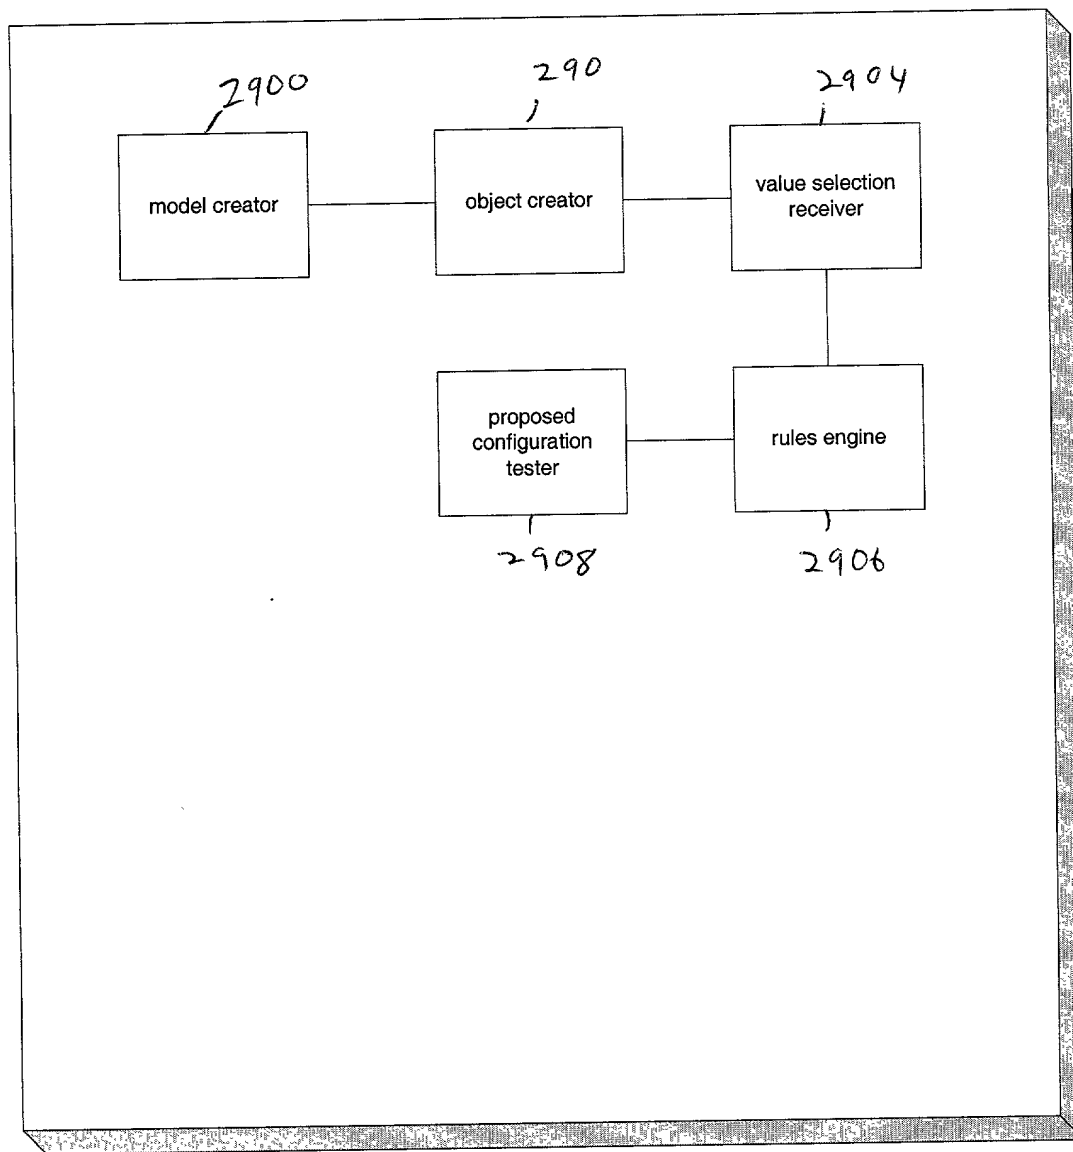 2900
290
2904
model creator
object creator
value selection
receiver
proposed
configuration
tester
rules engine
2908
2906